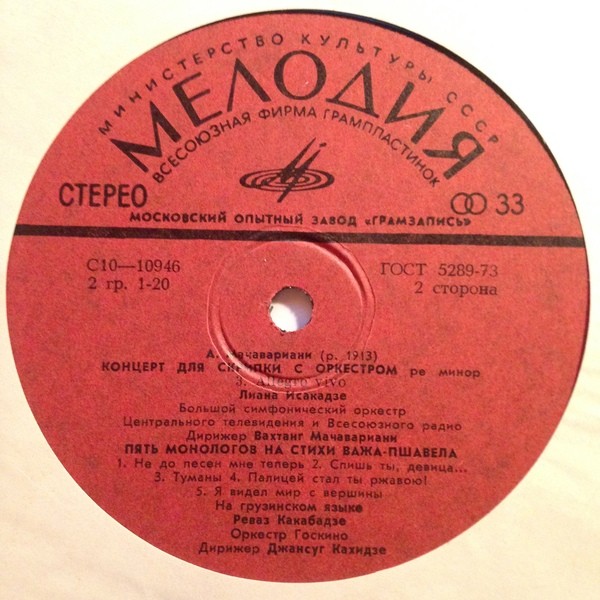 МИНИСТЕРСТВО КУЛЬТУРЫ СССР
МЕЛОДИЯ
ВСЕСОЮЗНАЯ ФИРМА ГРАМПЛАСТИНОК
СТЕРЕО
33
МОСКОВСКИЙ ОПЫТНЫЙ ЗАВОД «ГРАМЗАПИСЬ»
С10—10946 ГОСТ 5289-73
2 гр. 1-20 2 сторона
А. Мачавариани (р. 1913)
КОНЦЕРТ ДЛЯ СКРИПКИ С ОРКЕСТРОМ ре минор
3. Allegro vivo
Лиана Исакадзе
Большой симфонический оркестр
Центрального телевидения и Всесоюзного радио
Дирижер Вахтанг Мачавариани
ПЯТЬ МОНОЛОГОВ НА СТИХИ ВАЖА-ПШАВЕЛА
1. Не до песен мне теперь 2. Спишь ты, девица...
3. Туманы 4. Палицей стал ты ржавою!
5. Я видел мир с вершины
На грузинском языке
Реваз Какабадзе
Оркестр Госкино
Дирижер Джансуг Кахидзе